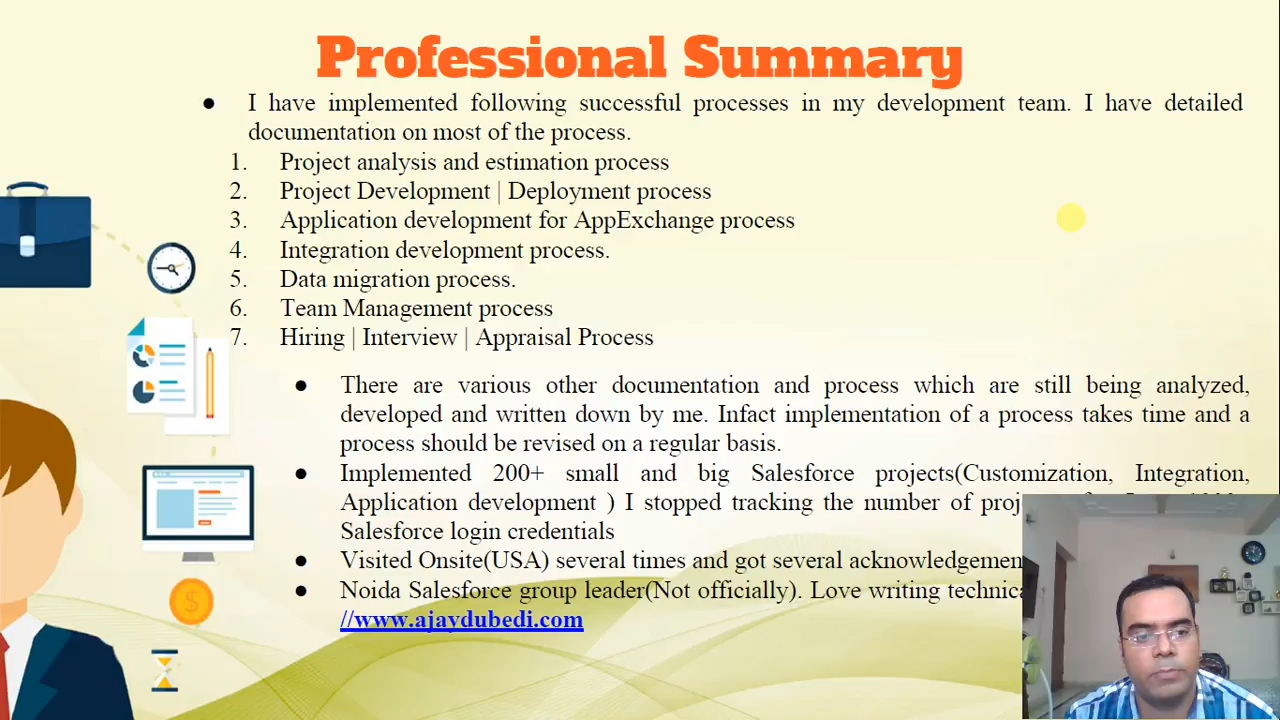 Professional Summary
● I have implemented following successful processes in my development team. I have detailed
documentation on most of the process.
1. Project analysis and estimation process
2. Project Development | Deployment process
3. Application development for AppExchange process
4. Integration development process.
5. Data migration process.
6. Team Management process
7. Hiring | Interview | Appraisal Process
● There are various other documentation and process which are still being analyzed,
developed and written down by me. Infact implementation of a process takes time and a
process should be revised on a regular basis.
● Implemented 200+ small and big Salesforce projects(Customization, Integration,
Application development ) I stopped tracking the number of
Salesforce login credentials
● Visited Onsite(USA) several times and got several
● Noida Salesforce group leader(Not officially). Love writing
//www.ajaydubedi.com